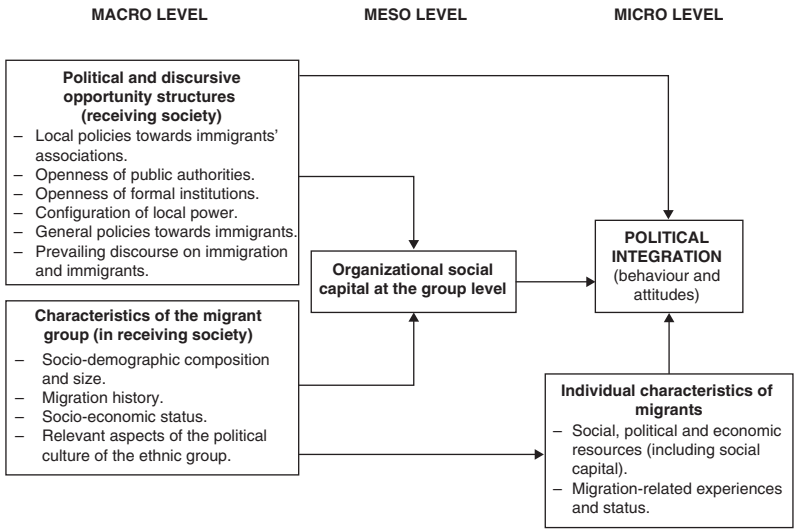 MACRO LEVEL
MESO LEVEL
MICRO LEVEL
Political and discursive
opportunity structures
(receiving society)
– Local policies towards immigrants'
associations.
– Openness of public authorities.
– Openness of formal institutions.
– Configuration of local power.
– General policies towards immigrants.
– Prevailing discourse on immigration
and immigrants.
Characteristics of the migrant
group (in receiving society)
– Socio-demographic composition
and size.
– Migration history.
– Socio-economic status.
– Relevant aspects of the political
culture of the ethnic group.
Organizational social
capital at the group level
POLITICAL
INTEGRATION
(behaviour and
attitudes)
Individual characteristics of
migrants
– Social, political and economic
resources (including social
capital).
– Migration-related experiences
and status.